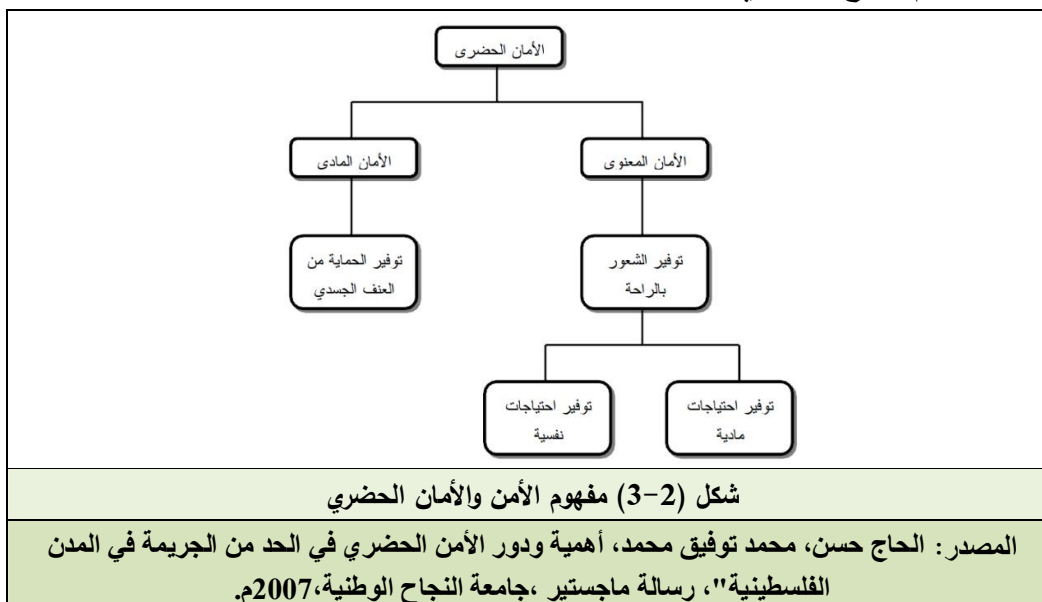 الأمان الحضرى
الأمان المعنوى
الأمان المادى
توفير الشعور
بالراحة
توفير الحماية من
العنف الجسدي
توفير احتياجات
مادية
توفير احتياجات
نفسية
شكل (2-3) مفهوم الأمن والأمان الحضري
المصدر: الحاج حسن، محمد توفيق محمد، أهمية ودور الأمن الحضري في الحد من الجريمة في المدن
الفلسطينية"، رسالة ماجستير ،جامعة النجاح الوطنية،2007م.